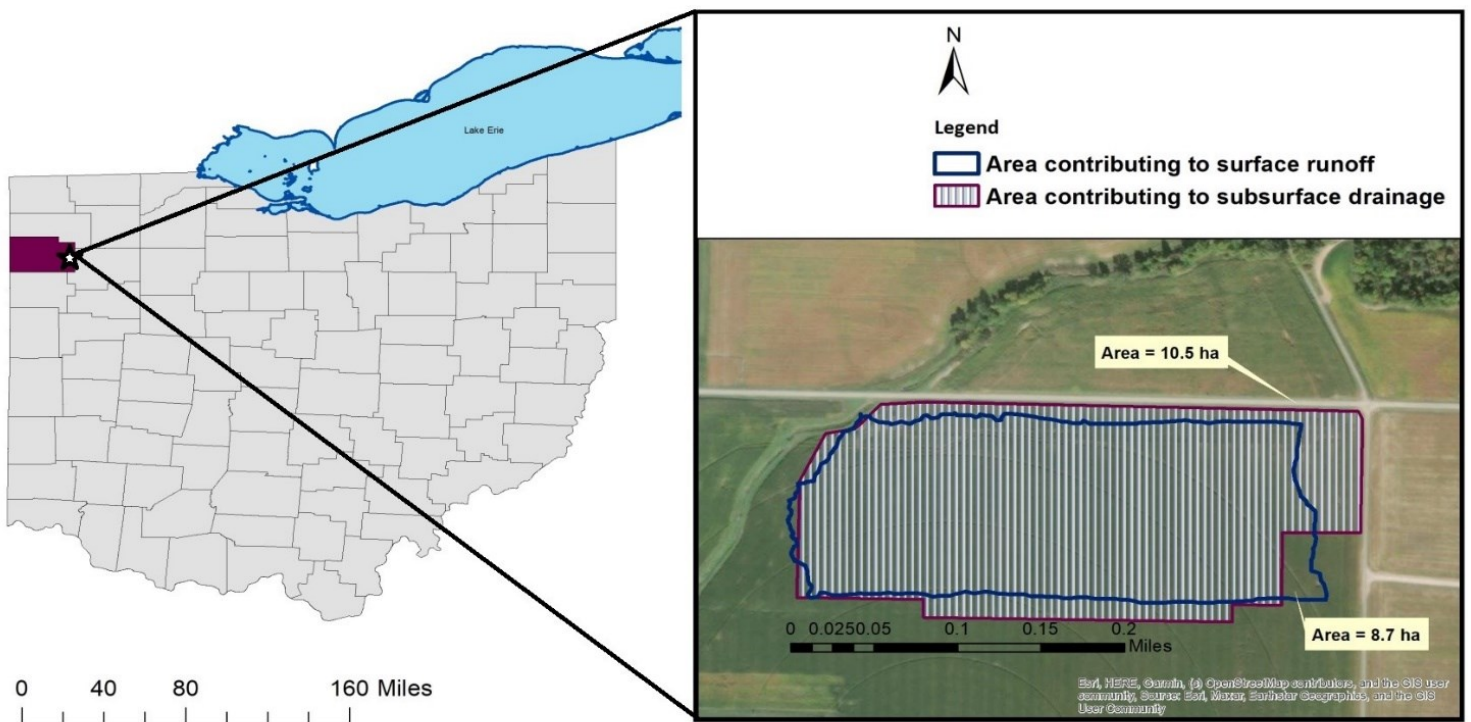 Lake Erie
0 40 80 160 Miles
N
Legend
Area contributing to surface runoff
Area contributing to subsurface drainage
Area = 10.5 ha
Area = 8.7 ha
0 0.0250.05 0.1 0.15 0.2
Miles
Esri, HERE, Garmin, (c) OpenStreetMap contributors, and the GIS user
community, Source: Esri, Maxar, Earthstar Geographics, and the GIS
User Community